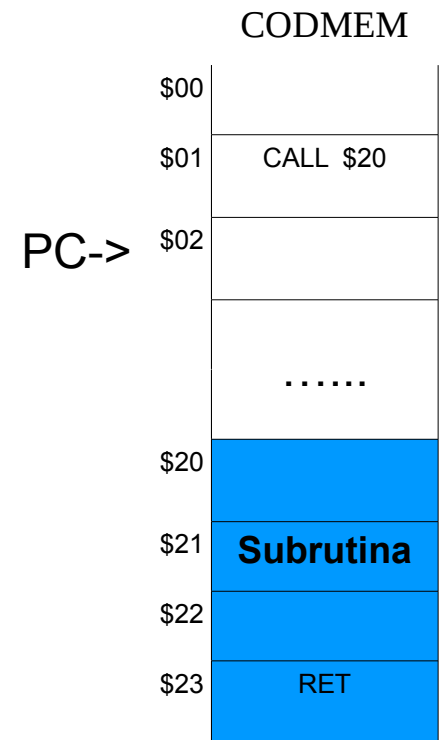 CODMEM
$00
$01 CALL $20
PC-> $02
......
$20
$21 Subrutina
$22
$23 RET